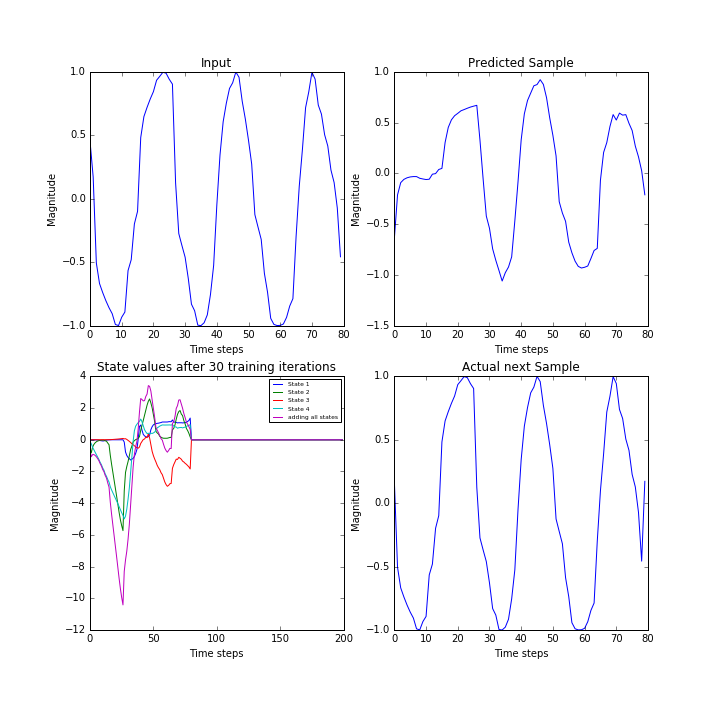 Input
1.0
0.5
0.0
−0.5
−1.0
Magnitude
0 10 20 30 40 50 60 70 80
Time steps
Predicted Sample
1.0
0.5
0.0
−0.5
−1.0
−1.5
Magnitude
0 10 20 30 40 50 60 70 80
Time steps
State values after 30 training iterations
4
2
0
−2
−4
−6
−8
−10
−12
Magnitude
State 1
State 2
State 3
State 4
adding all states
0 50 100 150 200
Time steps
Actual next Sample
1.0
0.5
0.0
−0.5
−1.0
Magnitude
0 10 20 30 40 50 60 70 80
Time steps